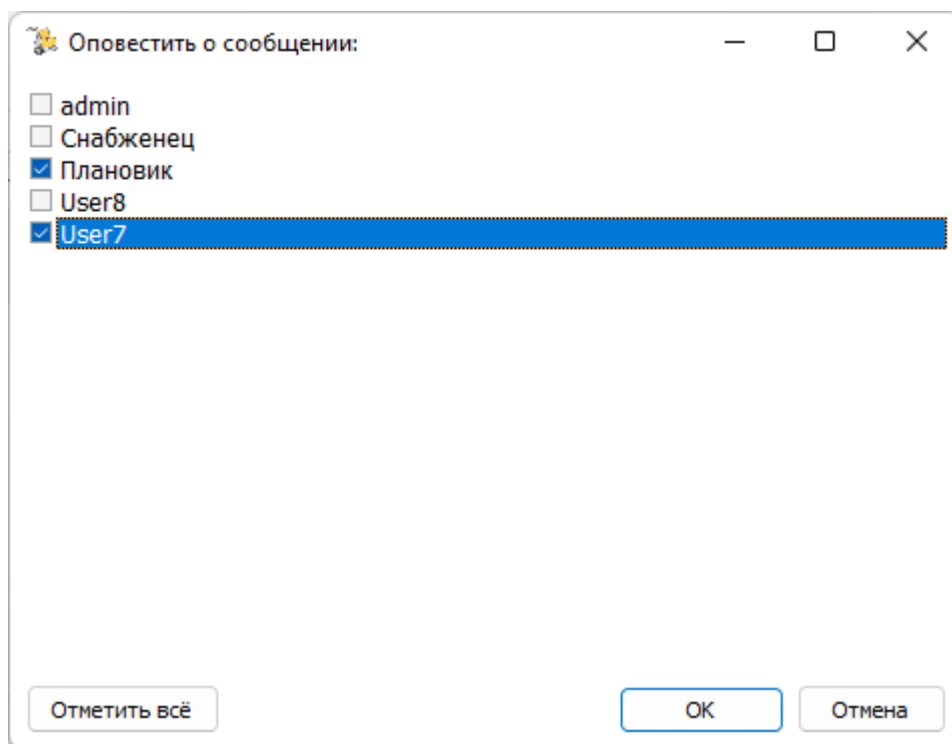 Оповестить о сообщении:
admin
Снабженец
Плановик
User8
User7
Отметить всё
OK
Отмена